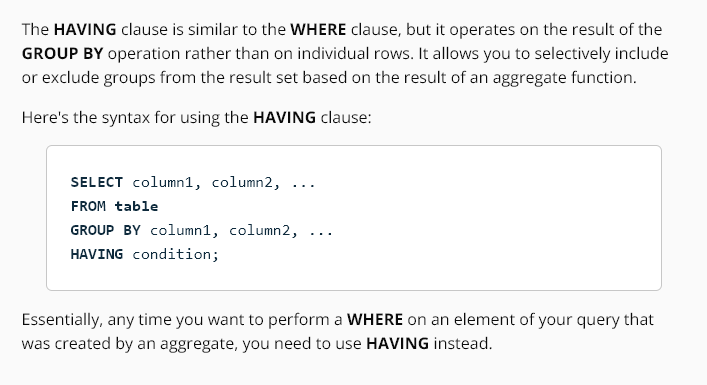 The HAVING clause is similar to the WHERE clause, but it operates on the result of the
GROUP BY operation rather than on individual rows. It allows you to selectively include
or exclude groups from the result set based on the result of an aggregate function.
Here's the syntax for using the HAVING clause:
SELECT column1, column2, ...
FROM table
GROUP BY column1, column2, ...
HAVING condition;
Essentially, any time you want to perform a WHERE on an element of your query that
was created by an aggregate, you need to use HAVING instead.